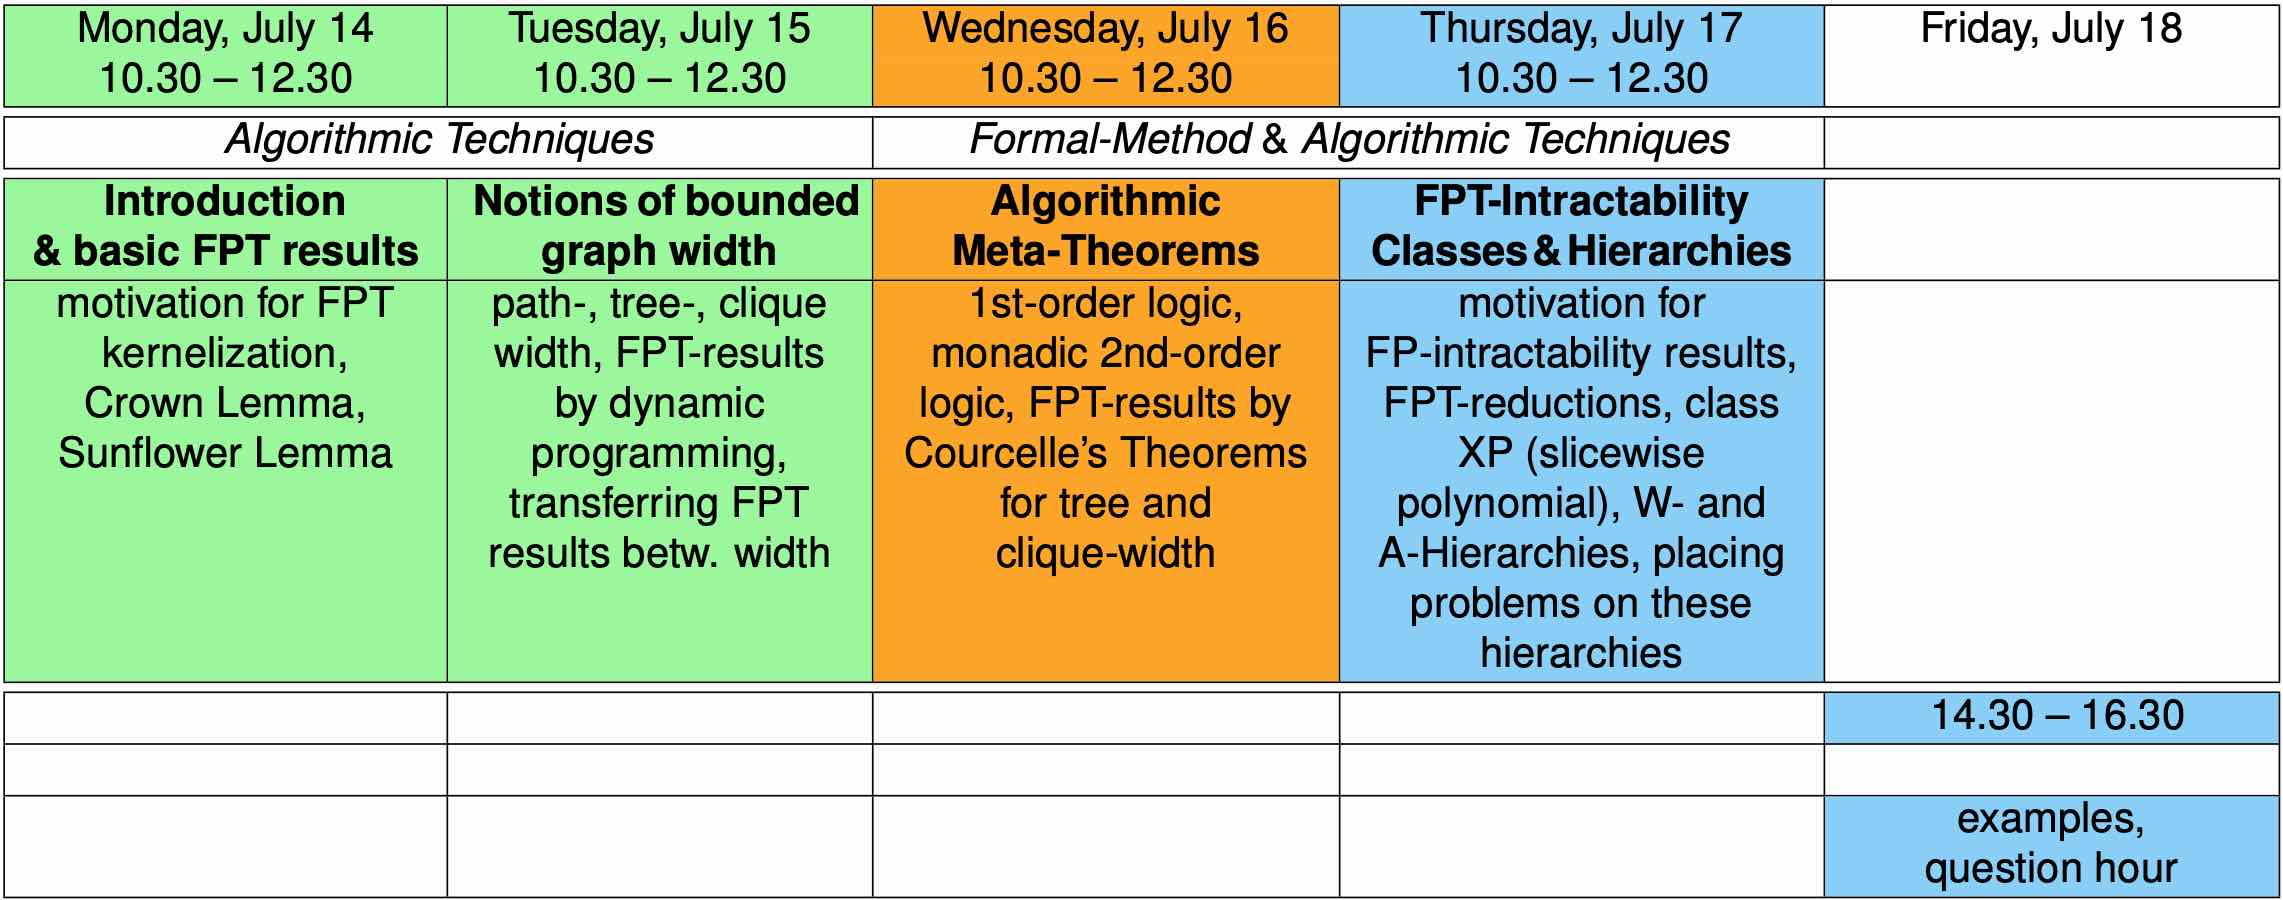 Monday, July 14
10.30 – 12.30
Tuesday, July 15
10.30 – 12.30
Wednesday, July 16
10.30 – 12.30
Thursday, July 17
10.30 – 12.30
Friday, July 18
Algorithmic Techniques
Formal-Method & Algorithmic Techniques
Introduction
& basic FPT results
Notions of bounded
graph width
Algorithmic
Meta-Theorems
FPT-Intractability
Classes & Hierarchies
motivation for FPT
kernelization,
Crown Lemma,
Sunflower Lemma
path-, tree-, clique
width, FPT-results
by dynamic
programming,
transferring FPT
results betw. width
1st-order logic,
monadic 2nd-order
logic, FPT-results by
Courcelle's Theorems
for tree and
clique-width
motivation for
FP-intractability results,
FPT-reductions, class
XP (slicewise
polynomial), W- and
A-Hierarchies, placing
problems on these
hierarchies
14.30 – 16.30
examples,
question hour